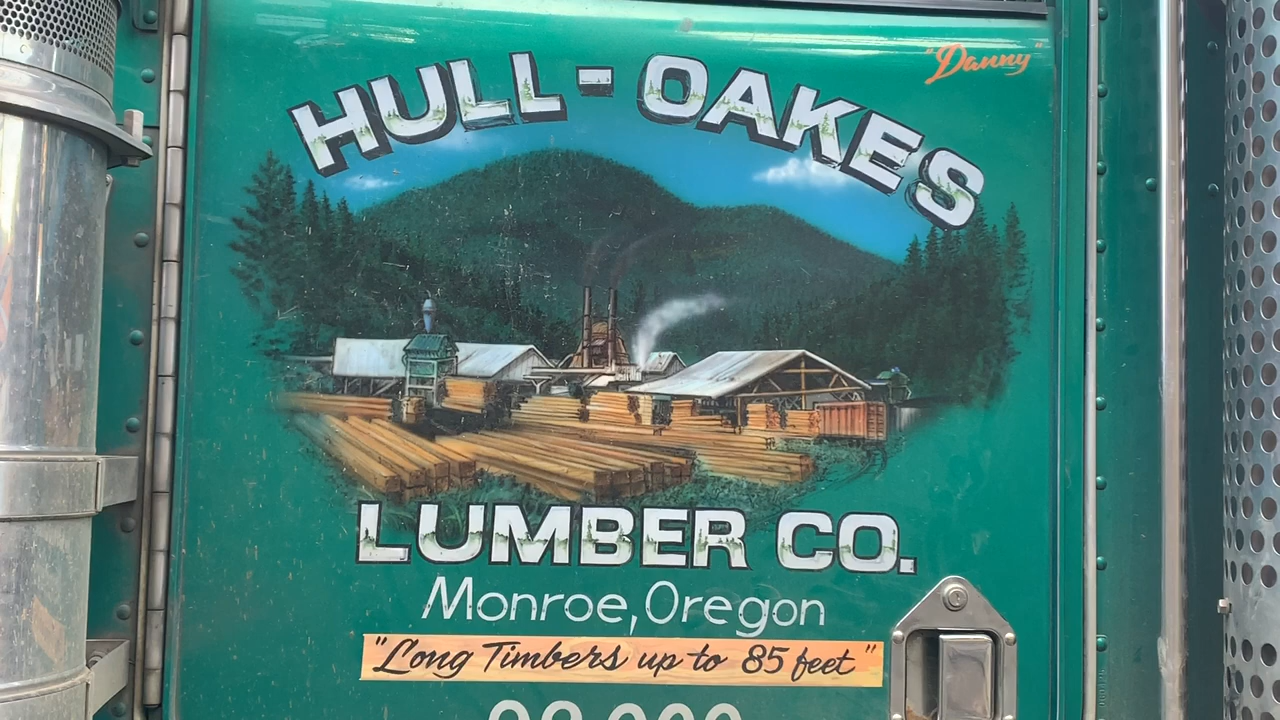 "Danny"
HULL-OAKES
LUMBER CO.
Monroe, Oregon
"Long Timbers up to 85 feet"